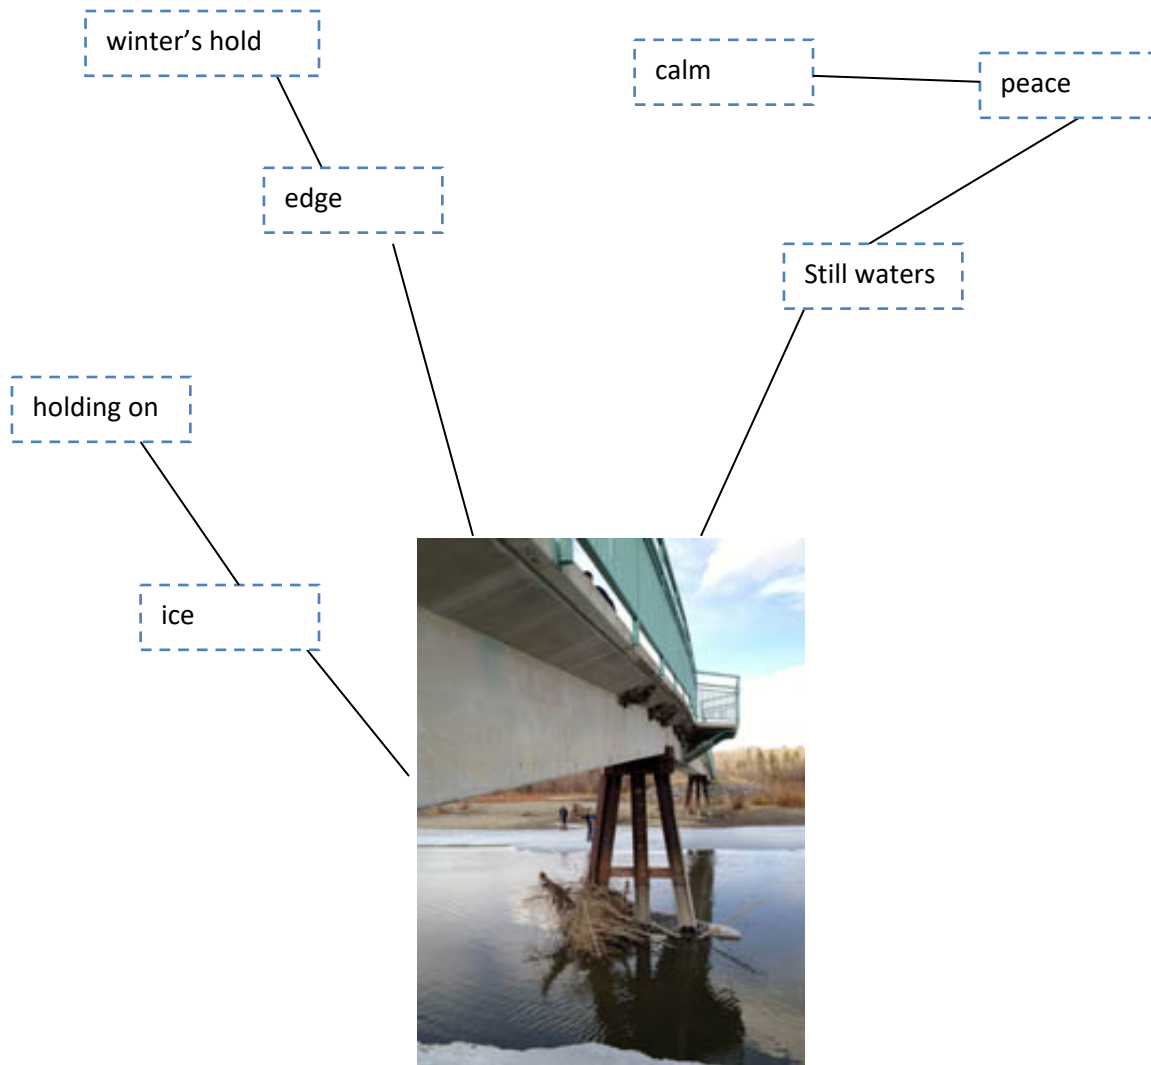 winter’s hold
calm
peace
edge
Still waters
holding on
ice